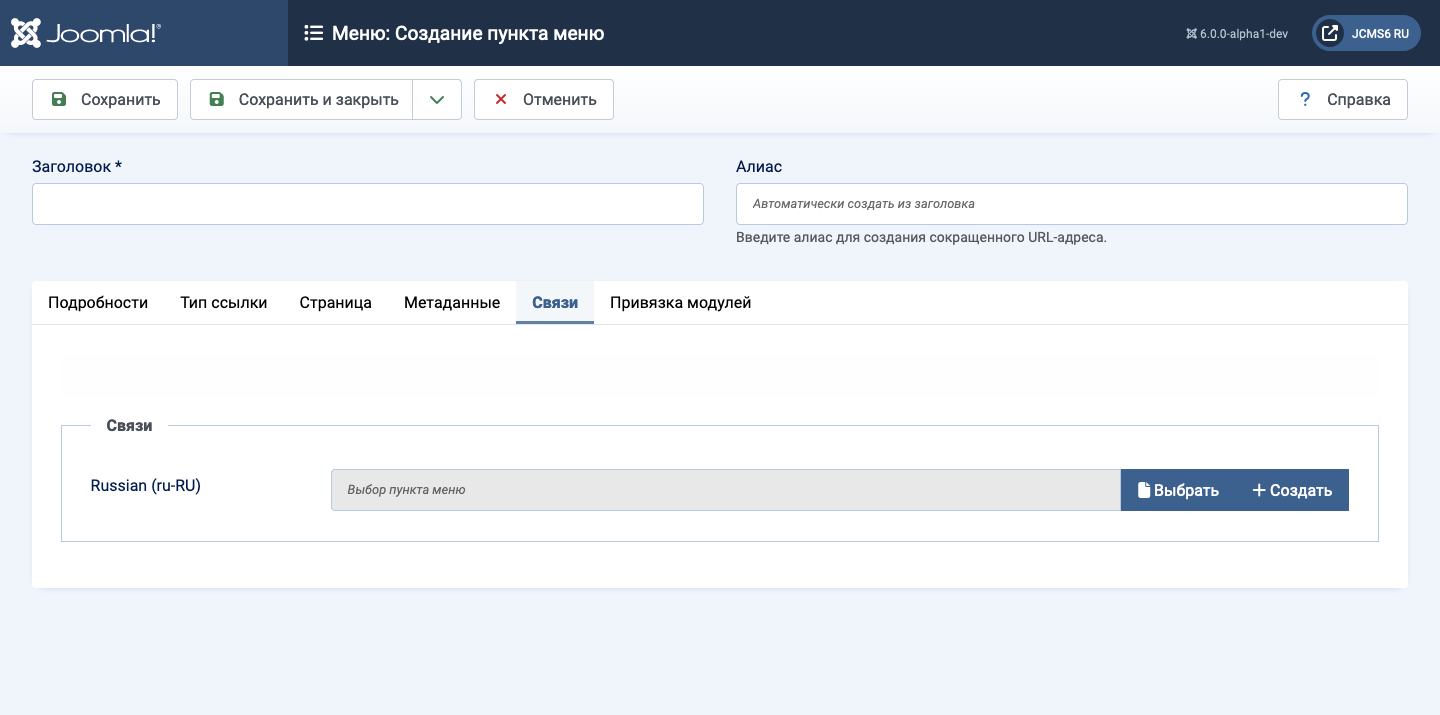 Joomla!®
Меню: Создание пункта меню
6.0.0-alpha1-dev
JCMS6 RU
Сохранить
Сохранить и закрыть
Отменить
? Справка
Заголовок *
Алиас
Автоматически создать из заголовка
Введите алиас для создания сокращенного URL-адреса.
Подробности Тип ссылки Страница Метаданные Связи Привязка модулей
Связи
Russian (ru-RU)
Выбор пункта меню
Выбрать
Создать